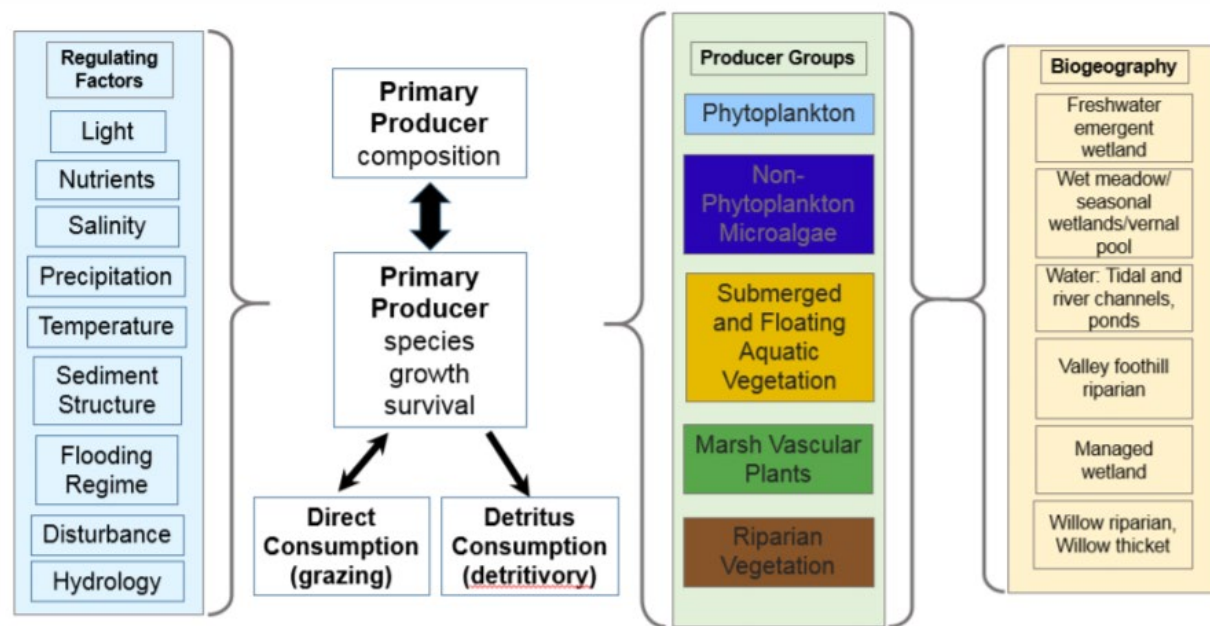 Regulating
Factors
Light
Nutrients
Salinity
Precipitation
Temperature
Sediment
Structure
Flooding
Regime
Disturbance
Hydrology
Primary
Producer
composition
Primary
Producer
species
growth
survival
Direct
Consumption
(grazing)
Detritus
Consumption
(detritivory)
Producer Groups
Phytoplankton
Non-
Phytoplankton
Microalgae
Submerged
and Floating
Aquatic
Vegetation
Marsh Vascular
Plants
Riparian
Vegetation
Biogeography
Freshwater
emergent
wetland
Wet meadow/
seasonal
wetlands/vernal
pool
Water: Tidal and
river channels,
ponds
Valley foothill
riparian
Managed
wetland
Willow riparian,
Willow thicket